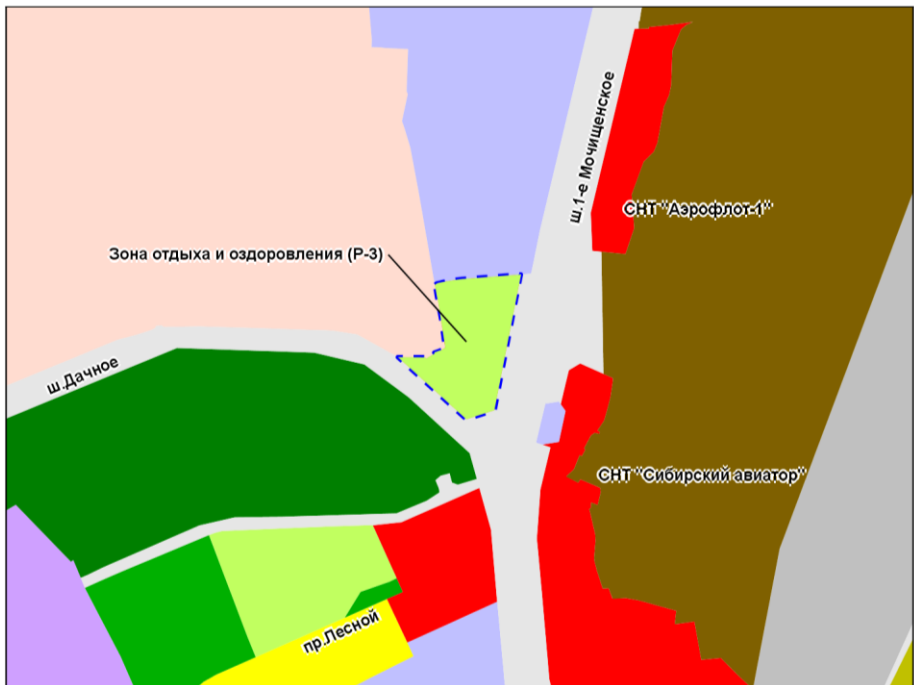 ш.1-е Мочищенское
СНТ "Аэрофлот-1"
Зона отдыха и оздоровления (Р-3)
ш.Дачное
СНТ "Сибирский авиатор"
пр.Лесной